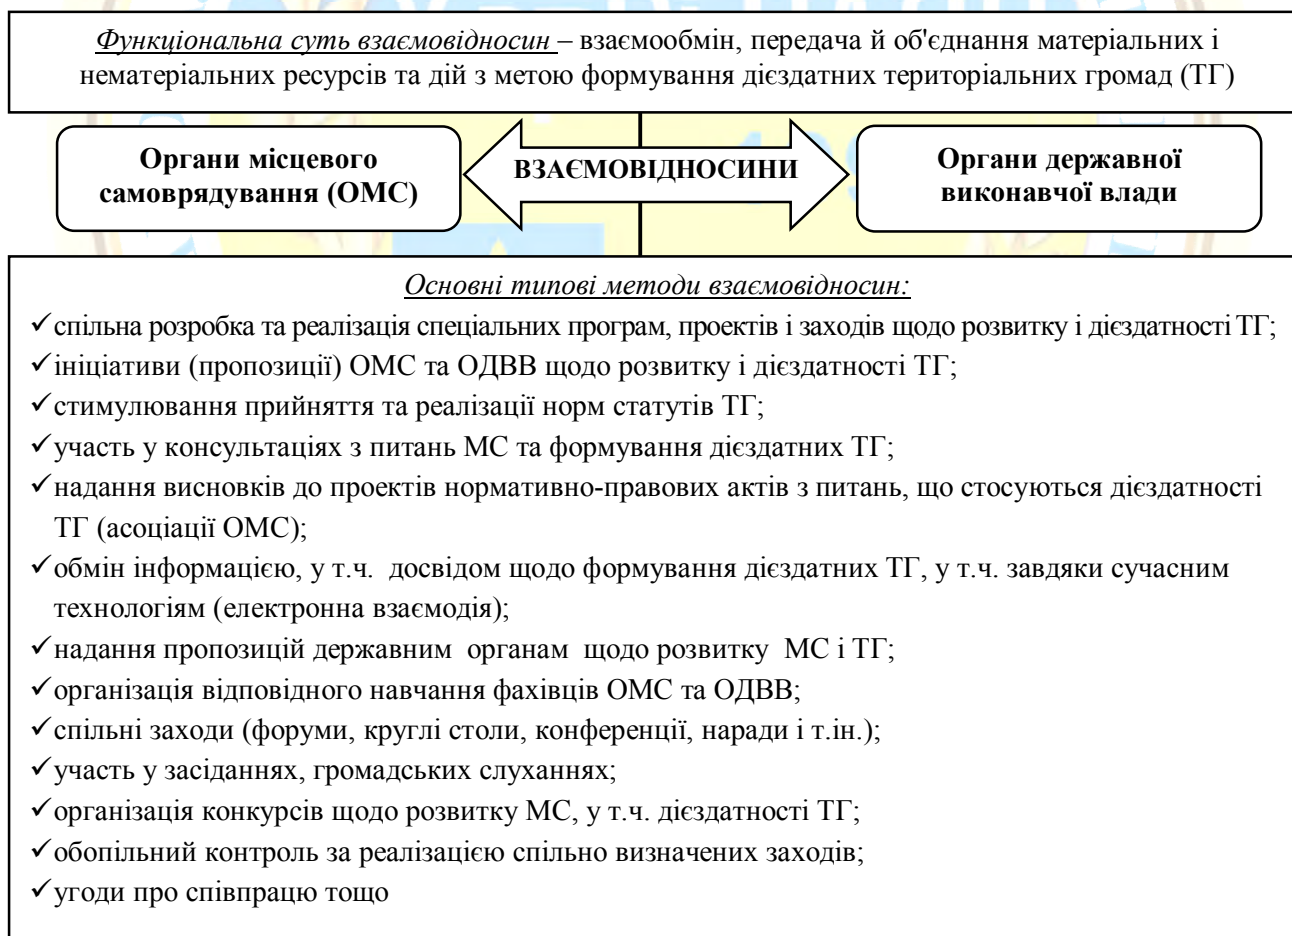 Функціональна суть взаємовідносин – взаємообмін, передача й об'єднання матеріальних і
нематеріальних ресурсів та дій з метою формування дієздатних територіальних громад (ТГ)
Органи місцевого
самоврядування (ОМС)
ВЗАЄМОВІДНОСИНИ
Органи державної
виконавчої влади
Основні типові методи взаємовідносин:
✓спільна розробка та реалізація спеціальних програм, проектів і заходів щодо розвитку і дієздатності ТГ;
✓ініціативи (пропозиції) ОМС та ОДВВ щодо розвитку і дієздатності ТГ;
✓стимулювання прийняття та реалізації норм статутів ТГ;
✓участь у консультаціях з питань МС та формування дієздатних ТГ;
✓надання висновків до проектів нормативно-правових актів з питань, що стосуються дієздатності
ТГ (асоціації ОМС);
✓обмін інформацією, у т.ч. досвідом щодо формування дієздатних ТГ, у т.ч. завдяки сучасним
технологіям (електронна взаємодія);
✓надання пропозицій державним органам щодо розвитку МС і ТГ;
✓організація відповідного навчання фахівців ОМС та ОДВВ;
✓спільні заходи (форуми, круглі столи, конференції, наради і т.ін.);
✓участь у засіданнях, громадських слуханнях;
✓організація конкурсів щодо розвитку МС, у т.ч. дієздатності ТГ;
✓обопільний контроль за реалізацією спільно визначених заходів;
✓угоди про співпрацю тощо